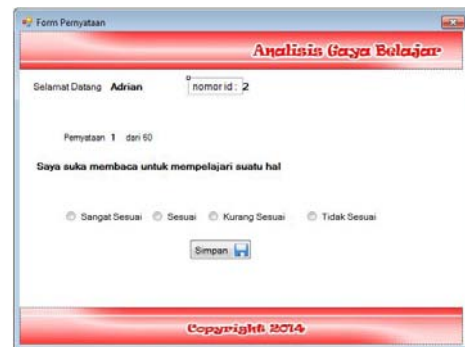 Form Pernyataan
Analisis Gaya Belajar
Selamat Datang Adrian nomor id : 2
Pernyataan 1 dari 60
Saya suka membaca untuk mempelajari suatu hal
Sangat Sesuai Sesuai Kurang Sesuai Tidak Sesuai
Simpan
Copyright 2014